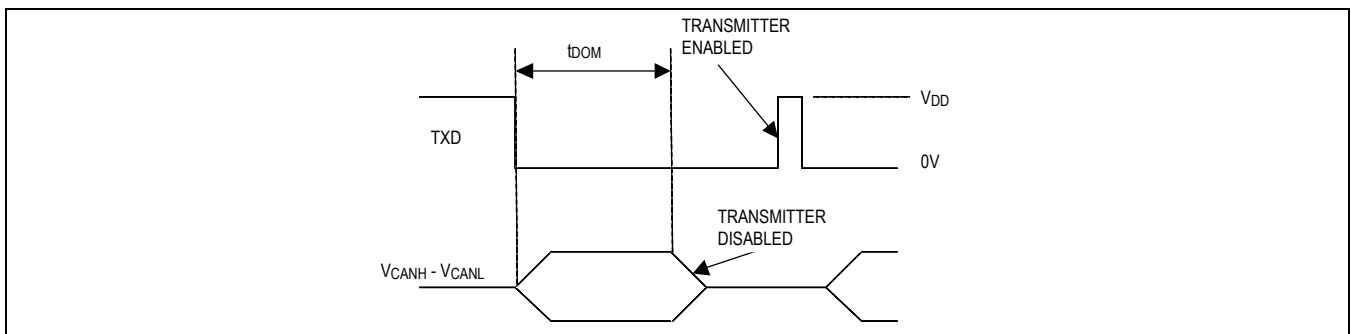 TRANSMITTER
ENABLED
tDOM
VDD
TXD
0V
TRANSMITTER
DISABLED
VCANH - VCANL